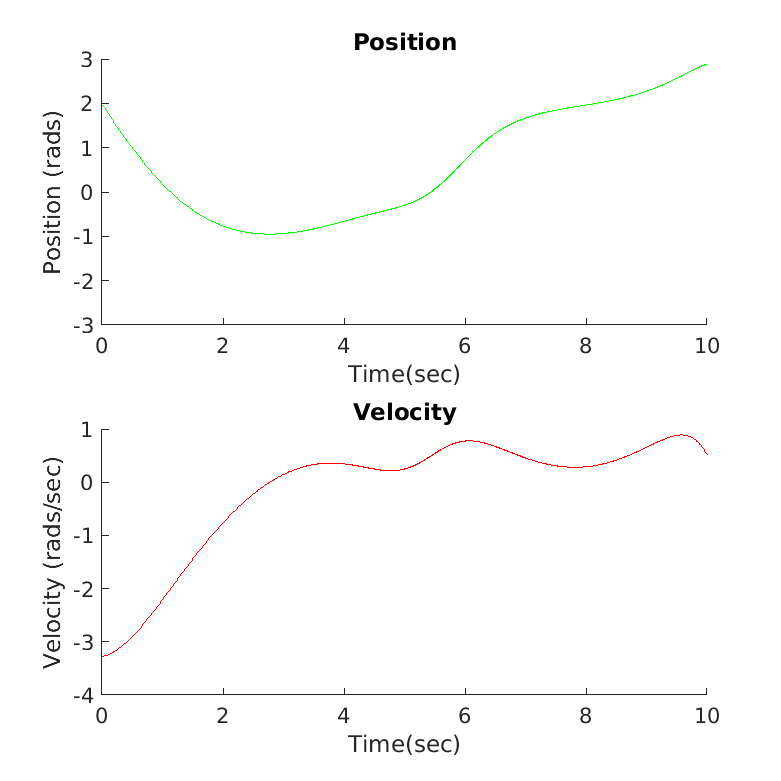 Position
3
2
1
0
-1
-2
-3
Position (rads)
0 2 4 6 8 10
Time(sec)
Velocity
1
0
-1
-2
-3
-4
Velocity (rads/sec)
0 2 4 6 8 10
Time(sec)